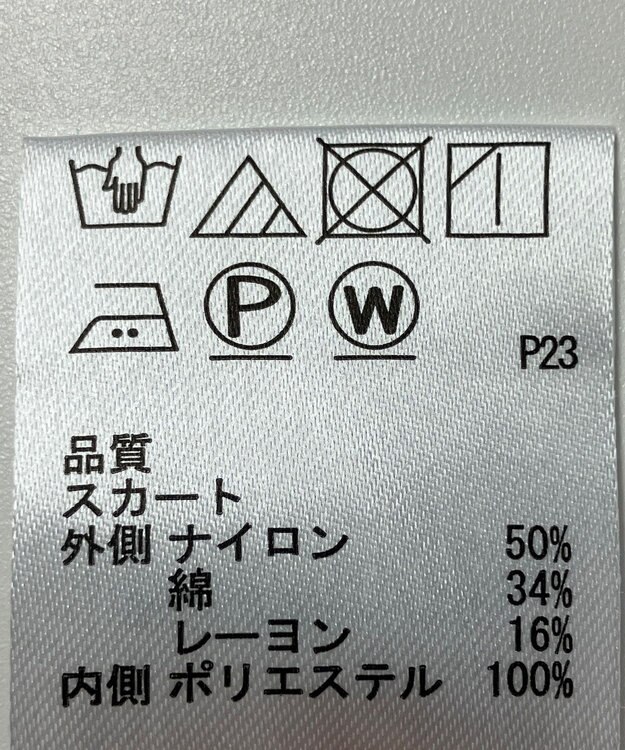 P W
P23
品質
スカート
外側 ナイロン 50%
綿 34%
レーヨン 16%
内側 ポリエステル 100%